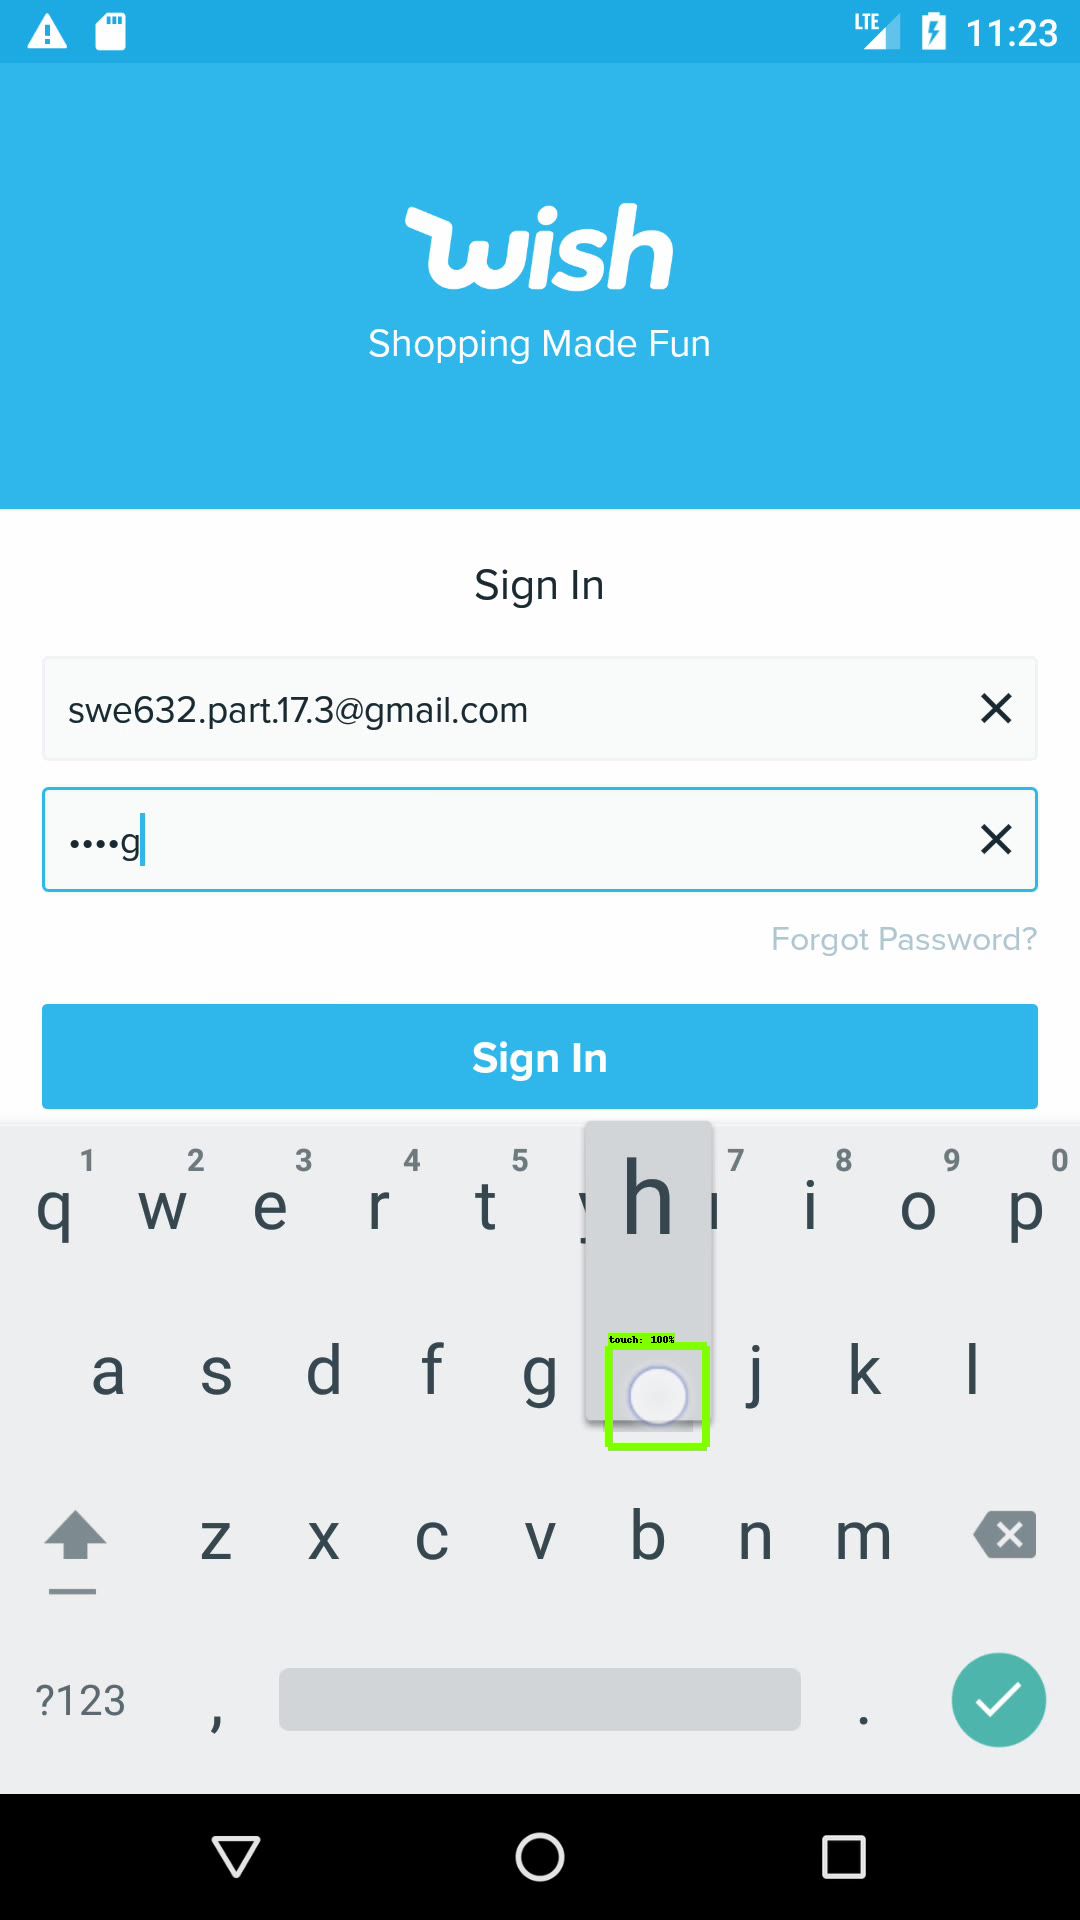 LTE 11:23
wish
Shopping Made Fun
Sign In
swe632.part.17.3@gmail.com
••••g
Forgot Password?
Sign In
1 2 3 4 5 7 8 9 0
q w e r t h i o p
touch: 100%
a s d f g j k l
z x c v b n m
?123 , .